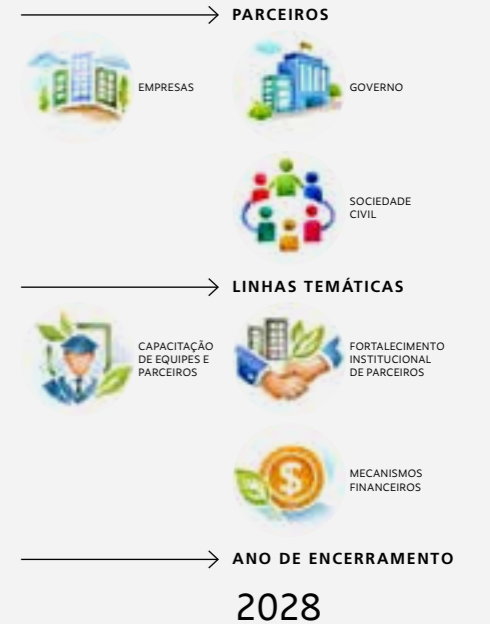 PARCEIROS
EMPRESAS
GOVERNO
SOCIEDADE
CIVIL
LINHAS TEMÁTICAS
CAPACITAÇÃO
DE EQUIPES E
PARCEIROS
FORTALECIMENTO
INSTITUCIONAL
DE PARCEIROS
MECANISMOS
FINANCEIROS
ANO DE ENCERRAMENTO
2028